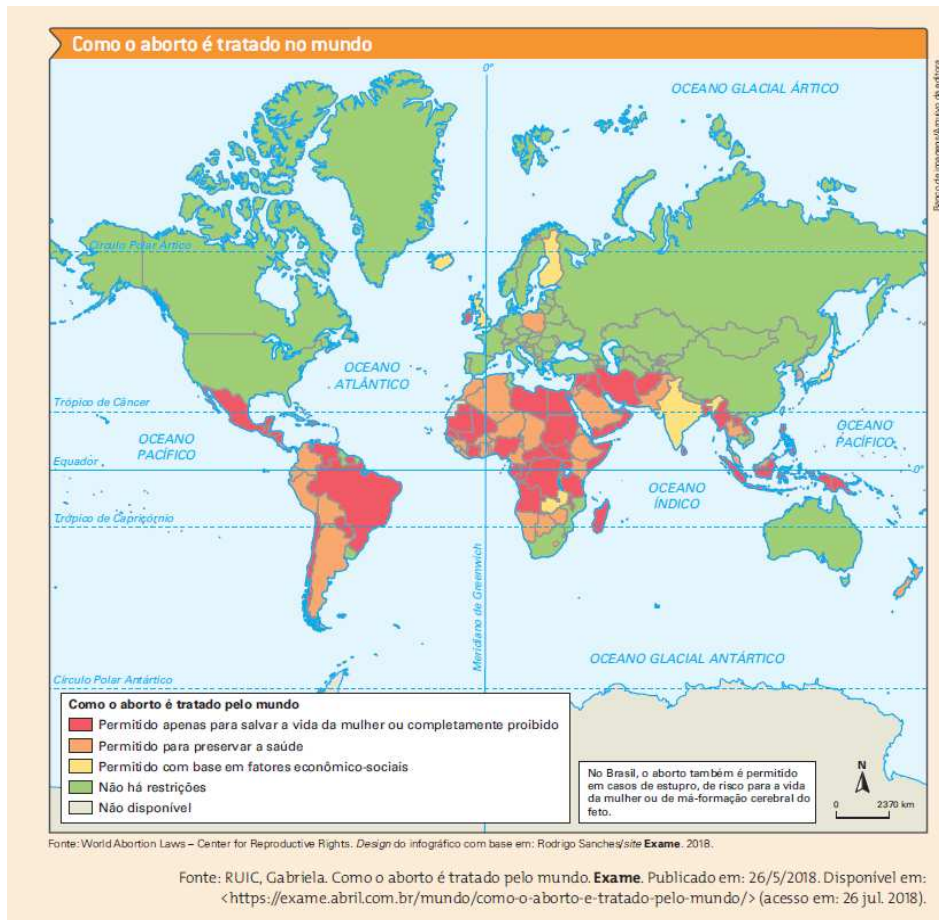 Como o aborto é tratado no mundo
0°
OCEANO GLACIAL ÁRTICO
Banco de imagens/Arquivo da editora
Círculo Polar Ártico
OCEANO
ATLÂNTICO
Trópico de Câncer
OCEANO
PACÍFICO
OCEANO
PACÍFICO
Equador
0°
OCEANO
ÍNDICO
Trópico de Capricórnio
Meridiano de Greenwich
OCEANO GLACIAL ANTÁRTICO
Círculo Polar Antártico
Como o aborto é tratado pelo mundo
Permitido apenas para salvar a vida da mulher ou completamente proibido
Permitido para preservar a saúde
Permitido com base em fatores econômico-sociais
Não há restrições
Não disponível
No Brasil, o aborto também é permitido
em casos de estupro, de risco para a vida
da mulher ou de má-formação cerebral do
feto.
N
0 2370 km
Fonte: World Abortion Laws – Center for Reproductive Rights. Design do infográfico com base em: Rodrigo Sanches/site Exame. 2018.
Fonte: RUIC, Gabriela. Como o aborto é tratado pelo mundo. Exame. Publicado em: 26/5/2018. Disponível em:
<https://exame.abril.com.br/mundo/como-o-aborto-e-tratado-pelo-mundo/> (acesso em: 26 jul. 2018).